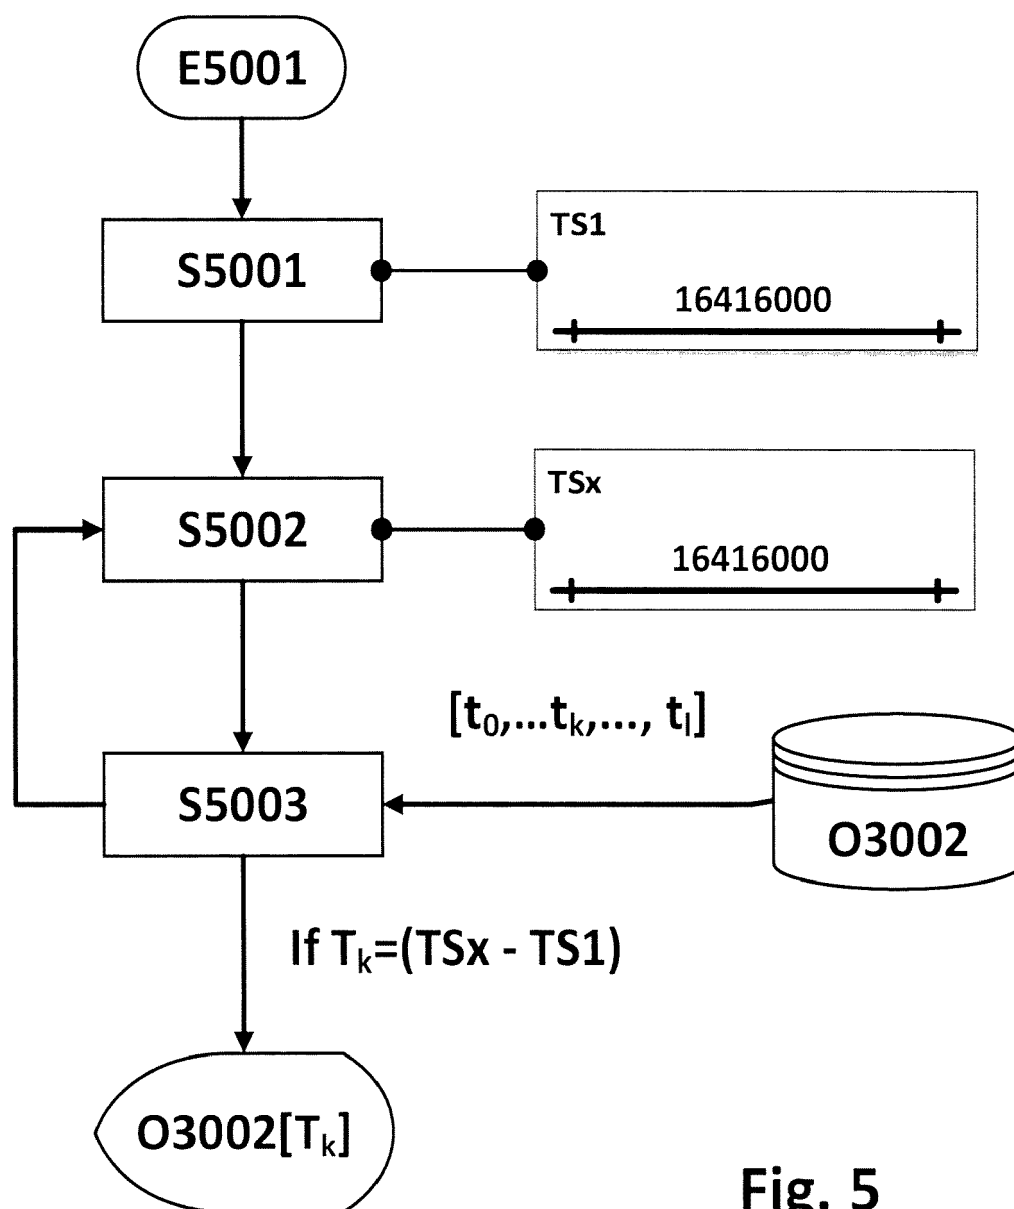 E5001
S5001
TS1
16416000
S5002
TSx
16416000
[t₀,...tₖ,..., tₗ]
S5003
O3002
If Tₖ=(TSx - TS1)
O3002[Tₖ]
Fig. 5